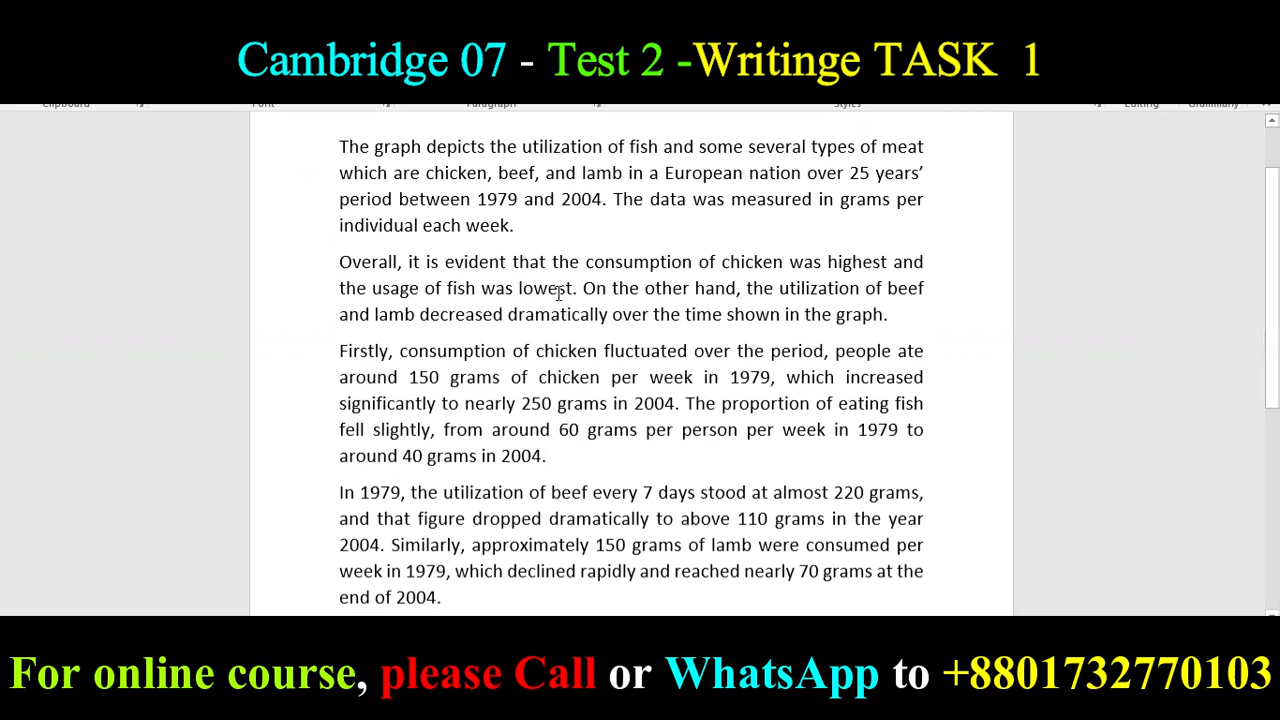 Cambridge 07 - Test 2 -Writinge TASK 1
Clipboard Font Paragraph Styles Editing Grammarly
The graph depicts the utilization of fish and some several types of meat
which are chicken, beef, and lamb in a European nation over 25 years’
period between 1979 and 2004. The data was measured in grams per
individual each week.
Overall, it is evident that the consumption of chicken was highest and
the usage of fish was lowest. On the other hand, the utilization of beef
and lamb decreased dramatically over the time shown in the graph.
Firstly, consumption of chicken fluctuated over the period, people ate
around 150 grams of chicken per week in 1979, which increased
significantly to nearly 250 grams in 2004. The proportion of eating fish
fell slightly, from around 60 grams per person per week in 1979 to
around 40 grams in 2004.
In 1979, the utilization of beef every 7 days stood at almost 220 grams,
and that figure dropped dramatically to above 110 grams in the year
2004. Similarly, approximately 150 grams of lamb were consumed per
week in 1979, which declined rapidly and reached nearly 70 grams at the
end of 2004.
For online course, please Call or WhatsApp to +8801732770103